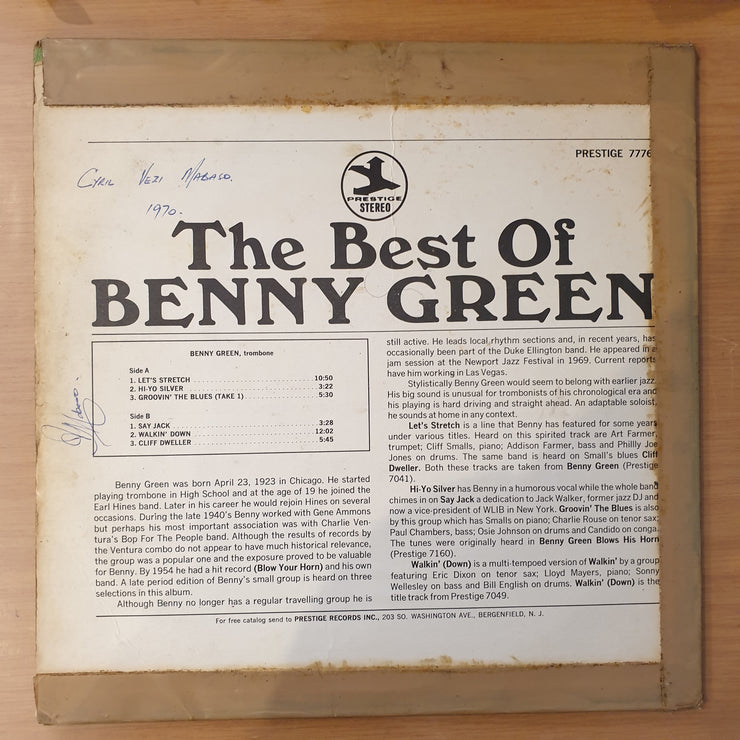 PRESTIGE 7776
Cyril Vezi Mabaso.
1970.
PRESTIGE
STEREO
The Best Of
BENNY GREEN
BENNY GREEN, trombone
Side A
1. LET'S STRETCH 10:50
2. HI-YO SILVER 3:22
3. GROOVIN' THE BLUES (TAKE 1) 5:30
Side B
1. SAY JACK 3:28
2. WALKIN' DOWN 12:02
3. CLIFF DWELLER 5:45
Benny Green was born April 23, 1923 in Chicago. He started
playing trombone in High School and at the age of 19 he joined the
Earl Hines band. Later in his career he would rejoin Hines on several
occasions. During the late 1940's Benny worked with Gene Ammons
but perhaps his most important association was with Charlie Ven-
tura's Bop For The People band. Although the results of records by
the Ventura combo do not appear to have much historical relevance,
the group was a popular one and the exposure proved to be valuable
for Benny. By 1954 he had a hit record (Blow Your Horn) and his own
band. A late period edition of Benny's small group is heard on three
selections in this album.
Although Benny no longer has a regular travelling group he is
still active. He leads local rhythm sections and, in recent years, has
occasionally been part of the Duke Ellington band. He appeared in a
jam session at the Newport Jazz Festival in 1969. Current reports
have him working in Las Vegas.
Stylistically Benny Green would seem to belong with earlier jazz.
His big sound is unusual for trombonists of his chronological era and
his playing is hard driving and straight ahead. An adaptable soloist,
he sounds at home in any context.
Let's Stretch is a line that Benny has featured for some years
under various titles. Heard on this spirited track are Art Farmer,
trumpet; Cliff Smalls, piano; Addison Farmer, bass and Phillly Joe
Jones on drums. The same band is heard on Small's blues Cliff
Dweller. Both these tracks are taken from Benny Green (Prestige
7041).
Hi-Yo Silver has Benny in a humorous vocal while the whole band
chimes in on Say Jack a dedication to Jack Walker, former jazz DJ and
now a vice-president of WLIB in New York. Groovin' The Blues is also
by this group which has Smalls on piano; Charlie Rouse on tenor sax;
Paul Chambers, bass; Osie Johnson on drums and Candido on conga.
The tunes were originally heard in Benny Green Blows His Horn
(Prestige 7160).
Walkin' (Down) is a multi-tempoed version of Walkin' by a group
featuring Eric Dixon on tenor sax; Lloyd Mayers, piano; Sonny
Wellesley on bass and Bill English on drums. Walkin' (Down) is the
title track from Prestige 7049.
For free catalog send to PRESTIGE RECORDS INC., 203 SO. WASHINGTON AVE., BERGENFIELD, N. J.